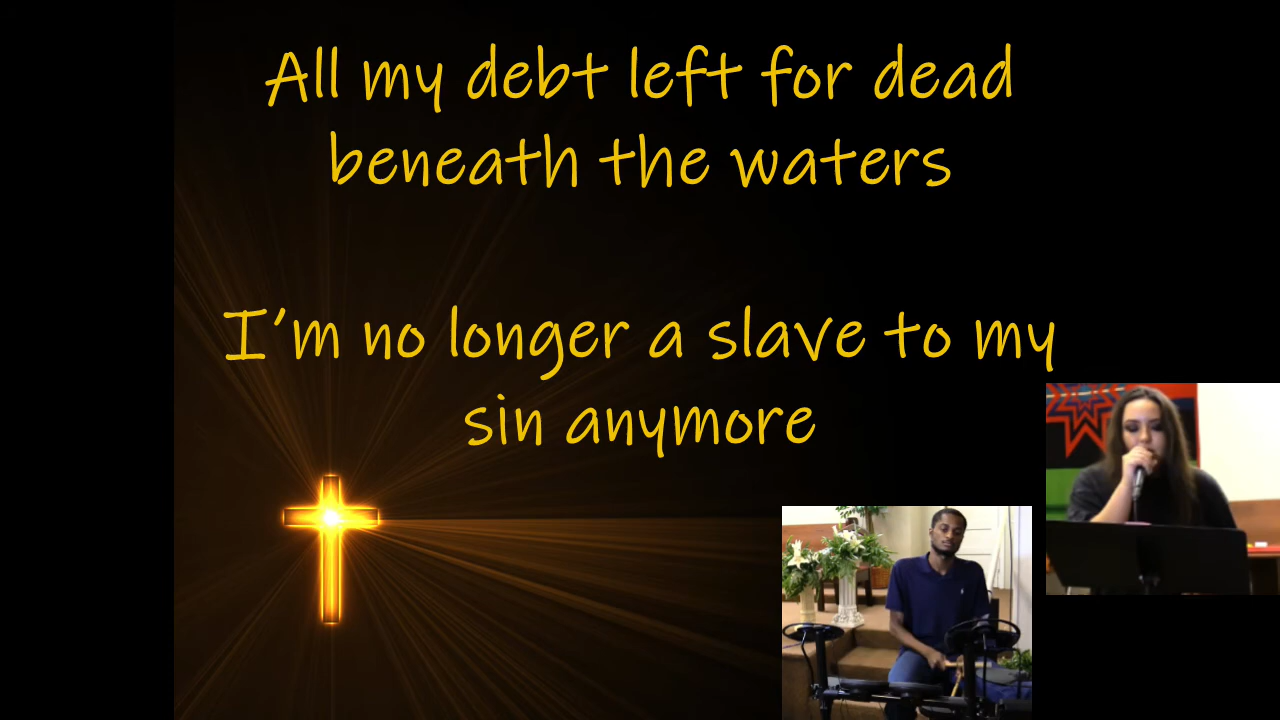 All my debt left for dead
beneath the waters
I'm no longer a slave to my
sin anymore